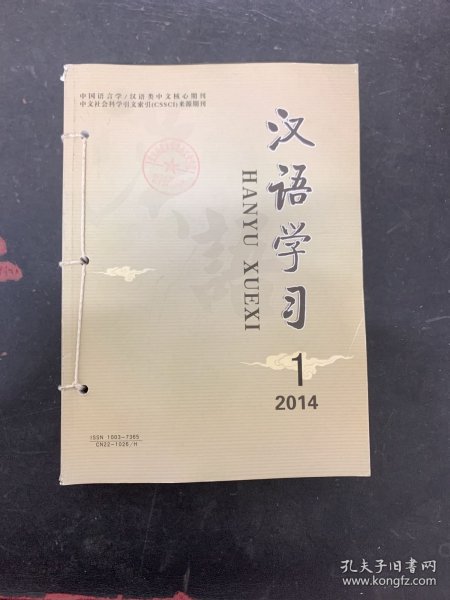 中国语言学/汉语类中文核心期刊
中文社会科学引文索引(CSSCI)来源期刊
汉语学习
HANYU XUEXI
1
2014
ISSN 1003-7365
CN22-1026/H
孔夫子旧书网
www.kongfz.com